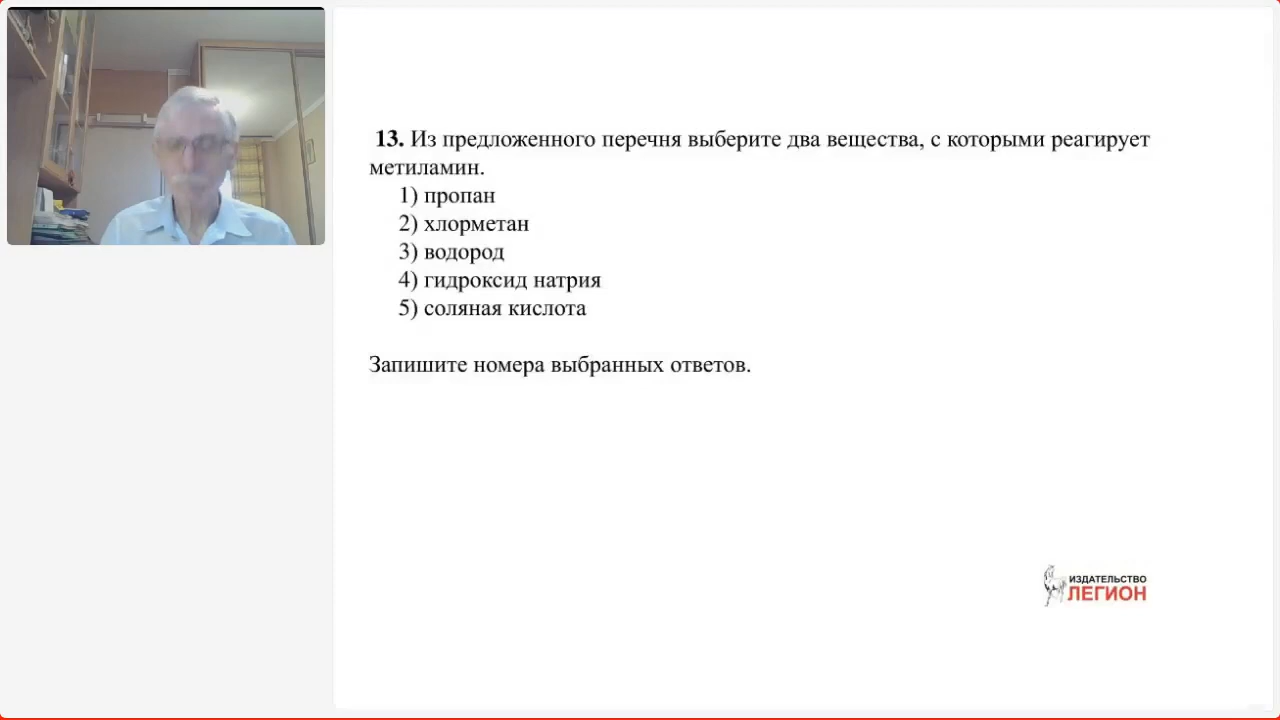 13. Из предложенного перечня выберите два вещества, с которыми реагирует
метиламин.
1) пропан
2) хлорметан
3) водород
4) гидроксид натрия
5) соляная кислота
Запишите номера выбранных ответов.
ИЗДАТЕЛЬСТВО
ЛЕГИОН